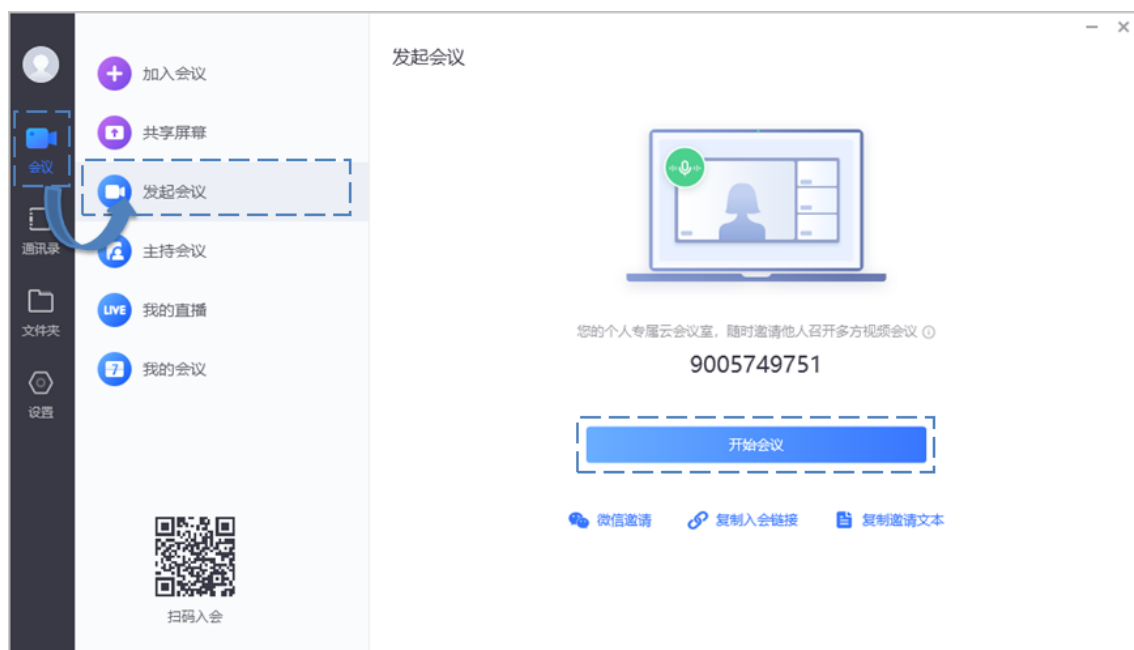 会议
通讯录
文件夹
设置
加入会议
共享屏幕
发起会议
主持会议
LIVE
我的直播
7
我的会议
扫码入会
发起会议
您的个人专属云会议室，随时邀请他人召开多方视频会议
9005749751
开始会议
微信邀请
复制入会链接
复制邀请文本